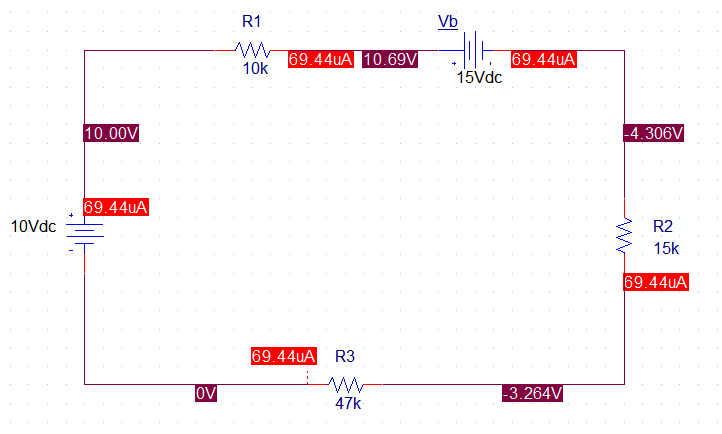 R1
Vb
10k
69.44uA
10.69V
15Vdc
69.44uA
10.00V
-4.306V
69.44uA
10Vdc
R2
15k
69.44uA
69.44uA
R3
0V
47k
-3.264V